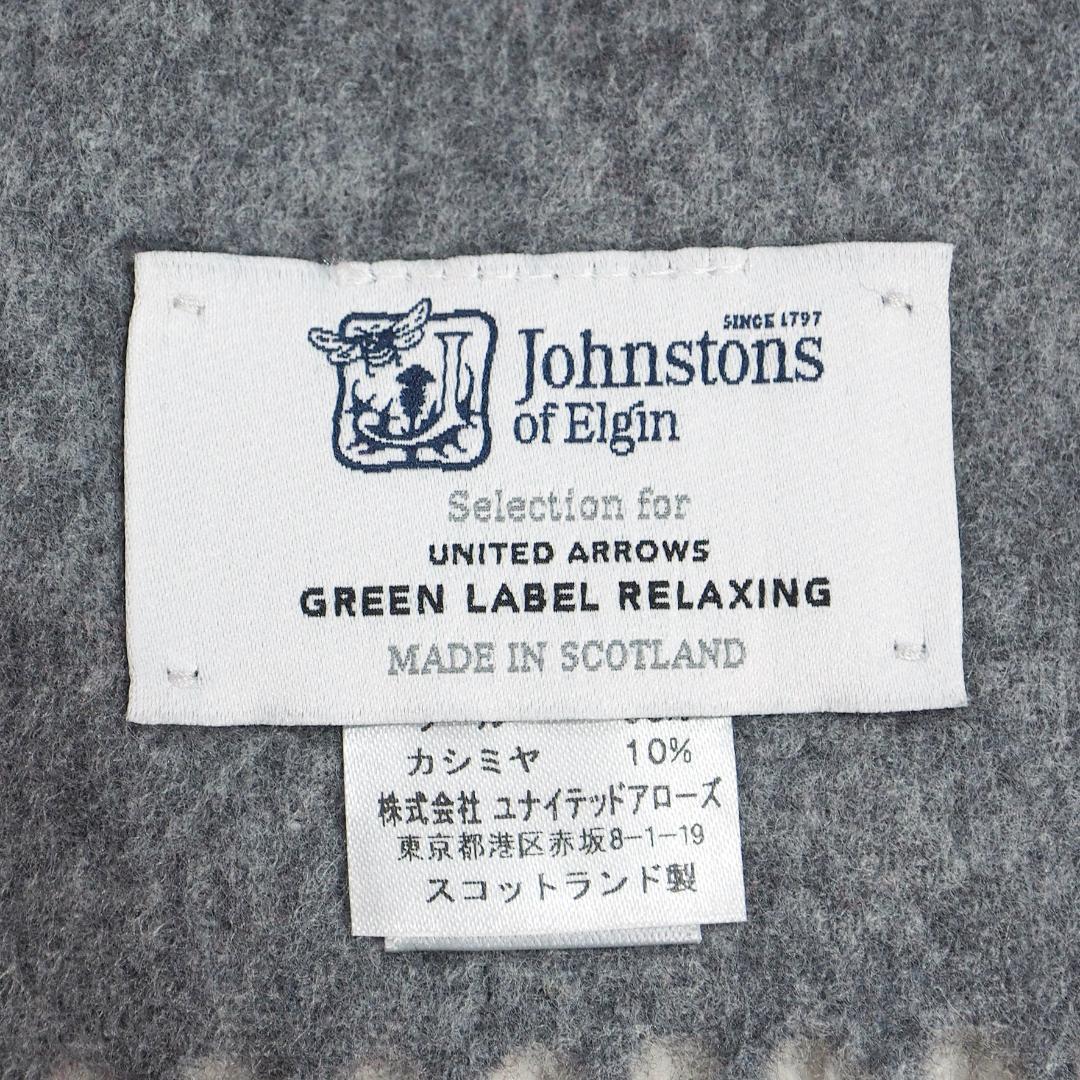 SINCE 1797
Johnstons
of Elgin
Selection for
UNITED ARROWS
GREEN LABEL RELAXING
MADE IN SCOTLAND
カシミヤ 10%
株式会社 ユナイテッドアローズ
東京都港区赤坂8-1-19
スコットランド製